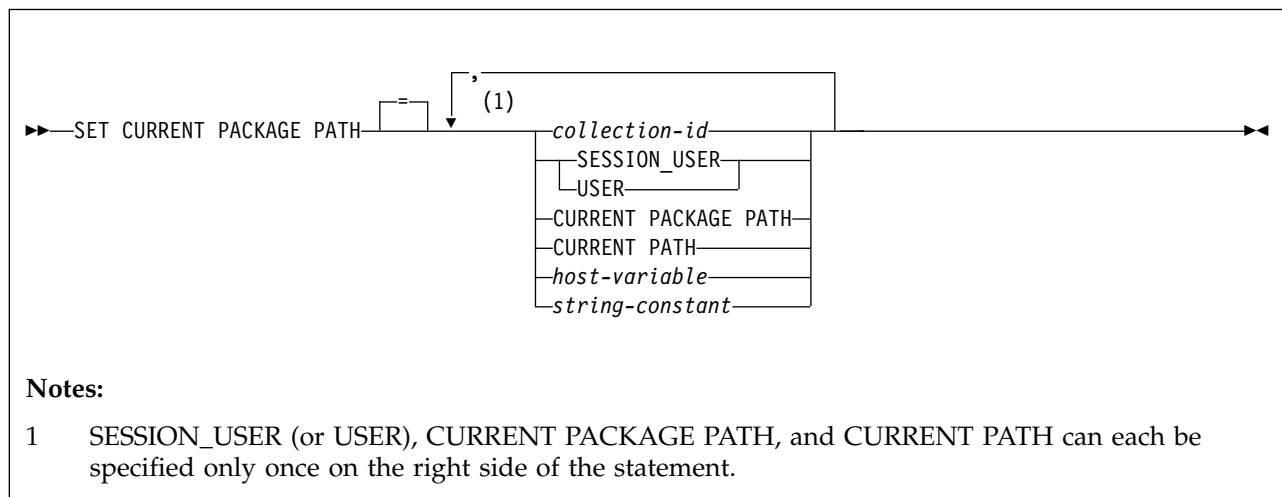 ,
= (1)
SET CURRENT PACKAGE PATH collection-id
SESSION_USER
USER
CURRENT PACKAGE PATH
CURRENT PATH
host-variable
string-constant
Notes:
1 SESSION_USER (or USER), CURRENT PACKAGE PATH, and CURRENT PATH can each be
specified only once on the right side of the statement.